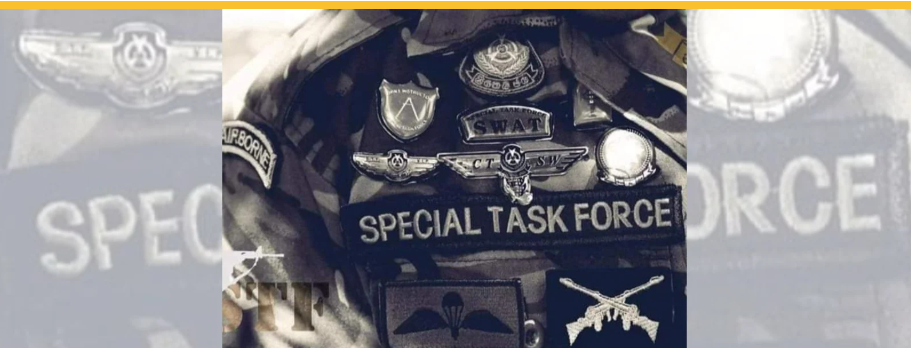 SWAT
CT SW
AIRBORNE
SPECIAL TASK FORCE
STF
SPEC
ORCE